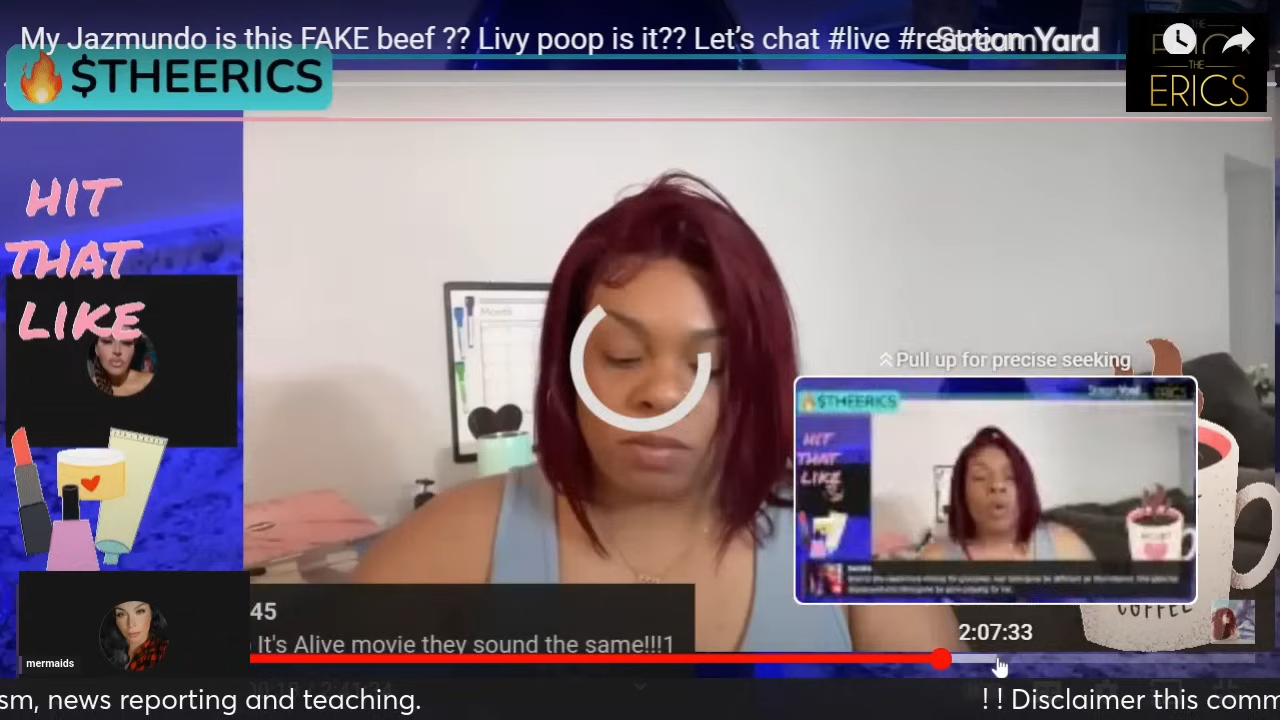 My Jazmundo is this FAKE beef ?? Livy poop is it?? Let's chat #live #reaction
StreamYard
THE
ERICS
$THEERICS
HIT
THAT
LIKE
Month
Pull up for precise seeking
$THEERICS
HIT
THAT
LIKE
COFFEE
45
It's Alive movie they sound the same!!!1
2:07:33
mermaids
sm, news reporting and teaching.
!! Disclaimer this comm